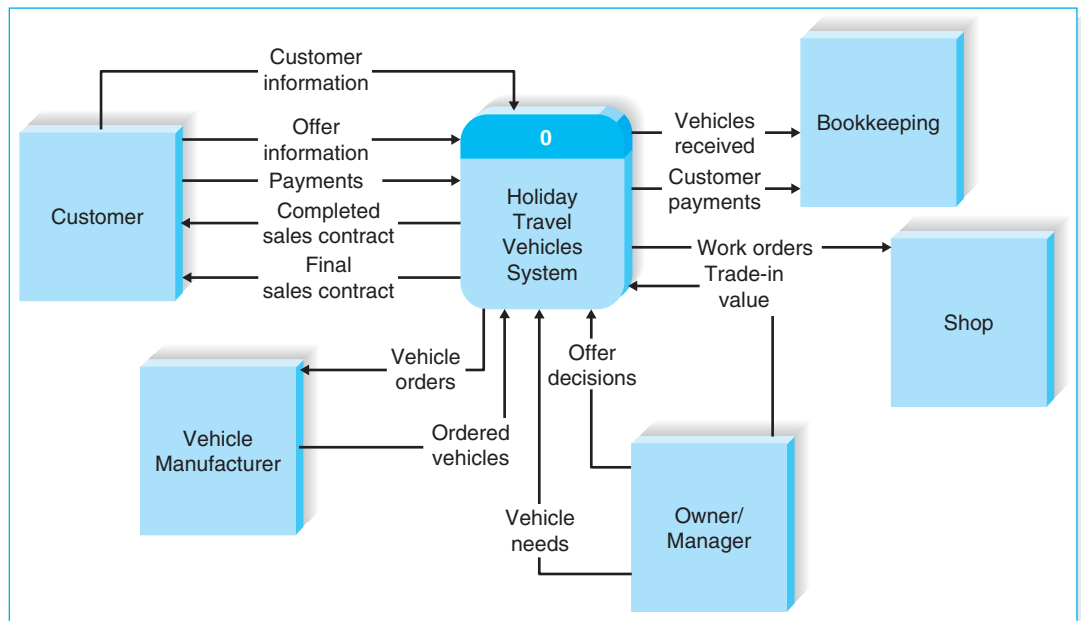 Customer
information
Offer
information
Payments
Completed
sales contract
Final
sales contract
Customer
0
Holiday
Travel
Vehicles
System
Vehicles
received
Customer
payments
Bookkeeping
Work orders
Trade-in
value
Shop
Vehicle
orders
Ordered
vehicles
Vehicle
Manufacturer
Offer
decisions
Vehicle
needs
Owner/
Manager